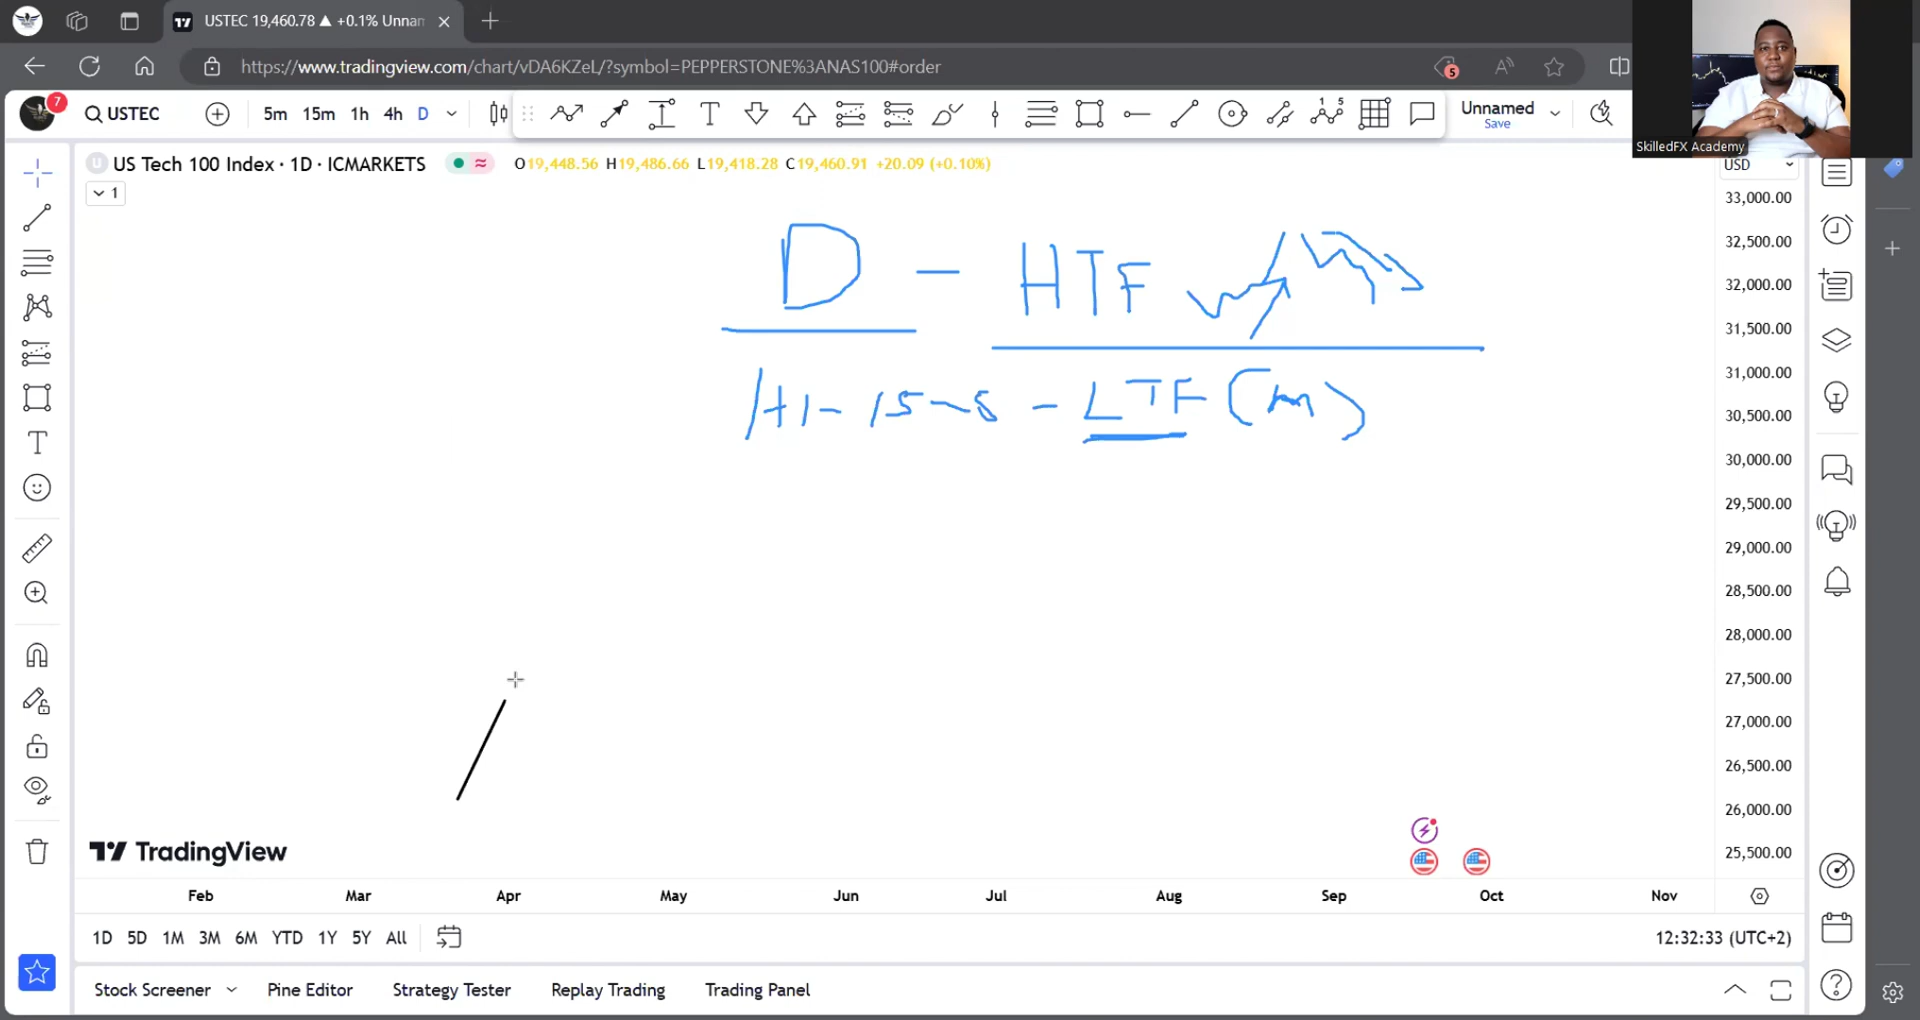 USTEC 19,460.78 ▲ +0.1% Unnam
https://www.tradingview.com/chart/vDA6KZeL/?symbol=PEPPERSTONE%3ANAS100#order
5
7
USTEC
5m 15m 1h 4h D
Unnamed
Save
SkilledFX Academy
US Tech 100 Index · 1D · ICMARKETS
O19,448.56 H19,486.66 L19,418.28 C19,460.91 +20.09 (+0.10%)
1
USD
D - HTF
H1 - 15 - 5 - LTF (m)
33,000.00
32,500.00
32,000.00
31,500.00
31,000.00
30,500.00
30,000.00
29,500.00
29,000.00
28,500.00
28,000.00
27,500.00
27,000.00
26,500.00
26,000.00
25,500.00
TradingView
Feb Mar Apr May Jun Jul Aug Sep Oct Nov
1D 5D 1M 3M 6M YTD 1Y 5Y All
12:32:33 (UTC+2)
Stock Screener Pine Editor Strategy Tester Replay Trading Trading Panel